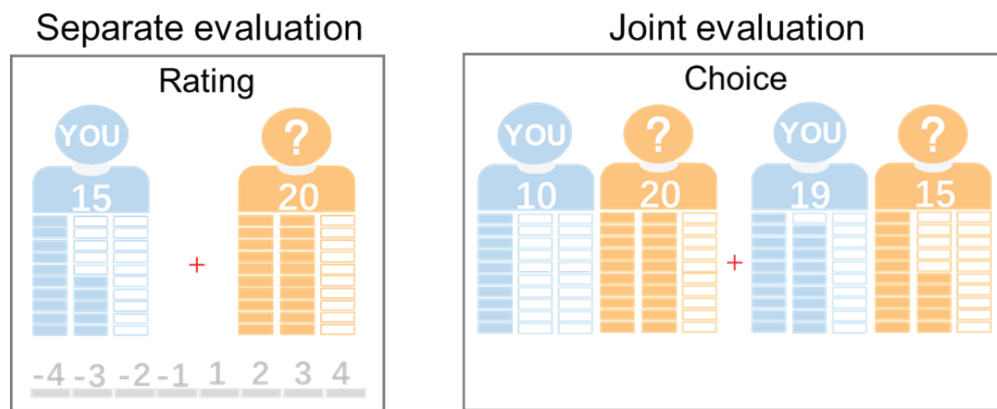 Separate evaluation
Rating
YOU ?
15 20
+
-4 -3 -2 -1 1 2 3 4
Joint evaluation
Choice
YOU ? YOU ?
10 20 19 15
+